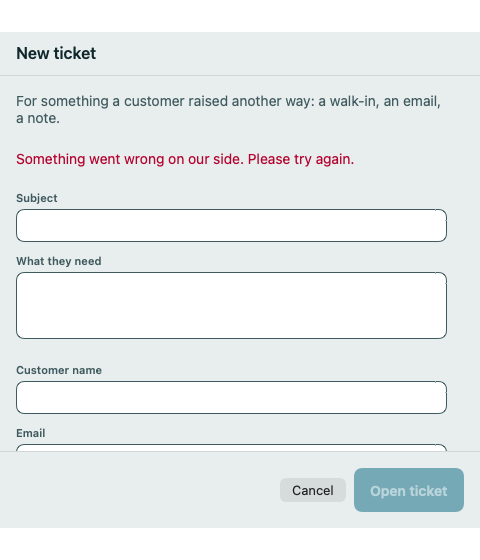 New ticket
For something a customer raised another way: a walk-in, an email,
a note.
Something went wrong on our side. Please try again.
Subject
What they need
Customer name
Email
Cancel
Open ticket